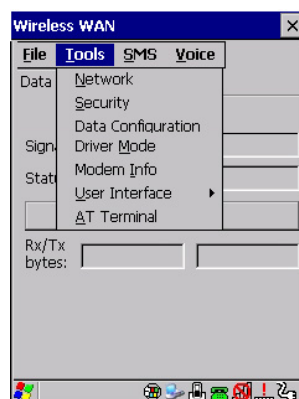 Wireless WAN
File Tools SMS Voice
Data
Network
Security
Data Configuration
Driver Mode
Modem Info
User Interface
AT Terminal
Sign
Stat
Rx/Tx
bytes: